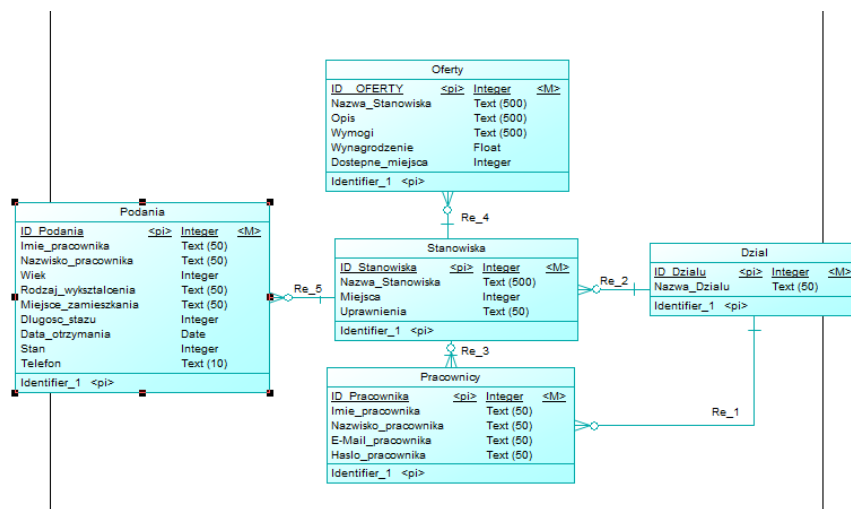 Oferty
ID__OFERTY <pi> Integer <M>
Nazwa_Stanowiska Text (500)
Opis Text (500)
Wymogi Text (500)
Wynagrodzenie Float
Dostepne_miejsca Integer
Identifier_1 <pi>
Re_4
Podania
ID_Podania <pi> Integer <M>
Imie_pracownika Text (50)
Nazwisko_pracownika Text (50)
Wiek Integer
Rodzaj_wyksztalcenia Text (50)
Miejsce_zamieszkania Text (50)
Dlugosc_stazu Integer
Data_otrzymania Date
Stan Integer
Telefon Text (10)
Identifier_1 <pi>
Re_5
Stanowiska
ID_Stanowiska <pi> Integer <M>
Nazwa_Stanowiska Text (500)
Miejsca Integer
Uprawnienia Text (50)
Identifier_1 <pi>
Re_2
Dzial
ID_Dzialu <pi> Integer <M>
Nazwa_Dzialu Text (50)
Identifier_1 <pi>
Re_3
Pracownicy
ID_Pracownika <pi> Integer <M>
Imie_pracownika Text (50)
Nazwisko_pracownika Text (50)
E-Mail_pracownika Text (50)
Haslo_pracownika Text (50)
Identifier_1 <pi>
Re_1